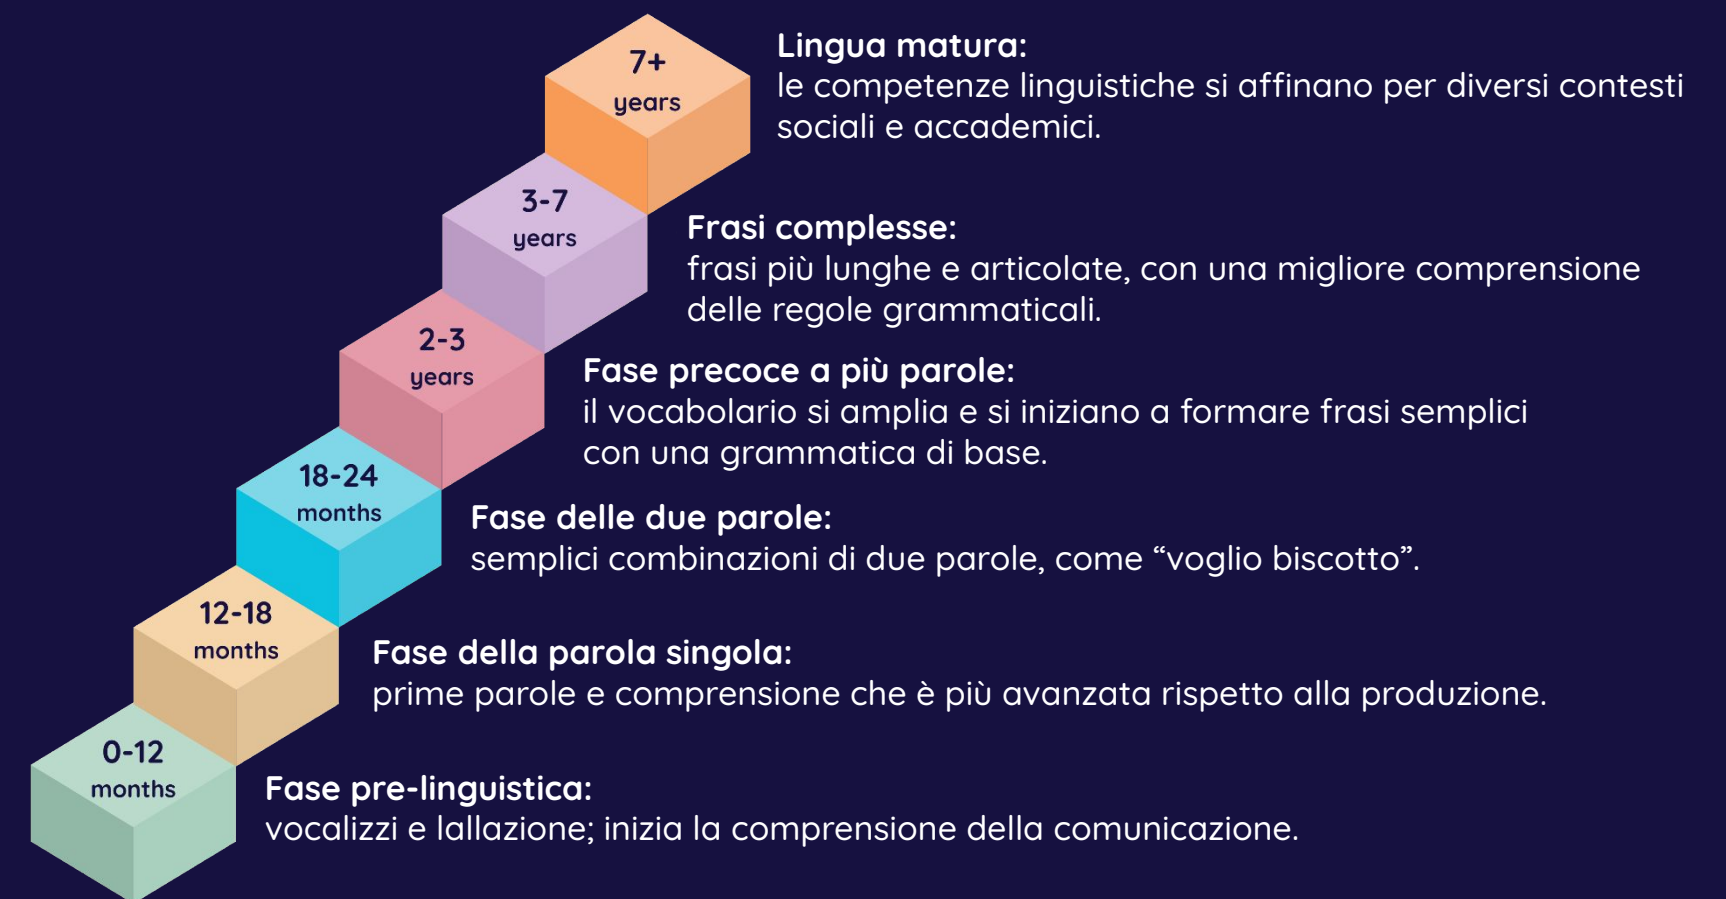 7+
years
Lingua matura:
le competenze linguistiche si affinano per diversi contesti
sociali e accademici.
3-7
years
Frasi complesse:
frasi più lunghe e articolate, con una migliore comprensione
delle regole grammaticali.
2-3
years
Fase precoce a più parole:
il vocabolario si amplia e si iniziano a formare frasi semplici
con una grammatica di base.
18-24
months
Fase delle due parole:
semplici combinazioni di due parole, come “voglio biscotto”.
12-18
months
Fase della parola singola:
prime parole e comprensione che è più avanzata rispetto alla produzione.
0-12
months
Fase pre-linguistica:
vocalizzi e lallazione; inizia la comprensione della comunicazione.